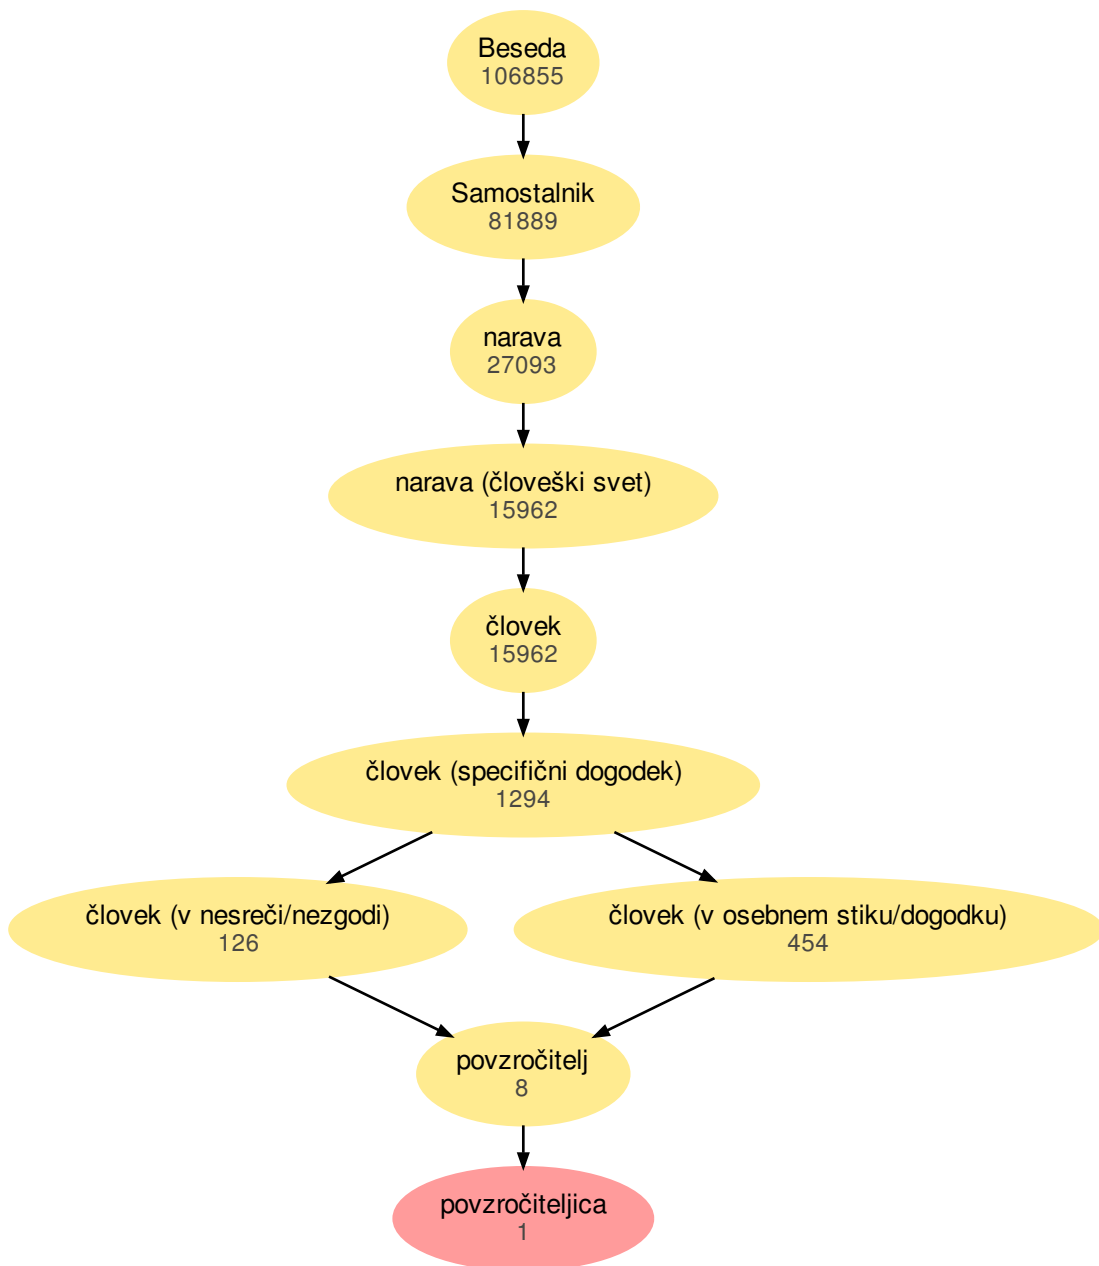 Beseda
106855
Samostalnik
81889
narava
27093
narava (človeški svet)
15962
človek
15962
človek (specifični dogodek)
1294
človek (v nesreči/nezgodi)
126
človek (v osebnem stiku/dogodku)
454
povzročitelj
8
povzročiteljica
1